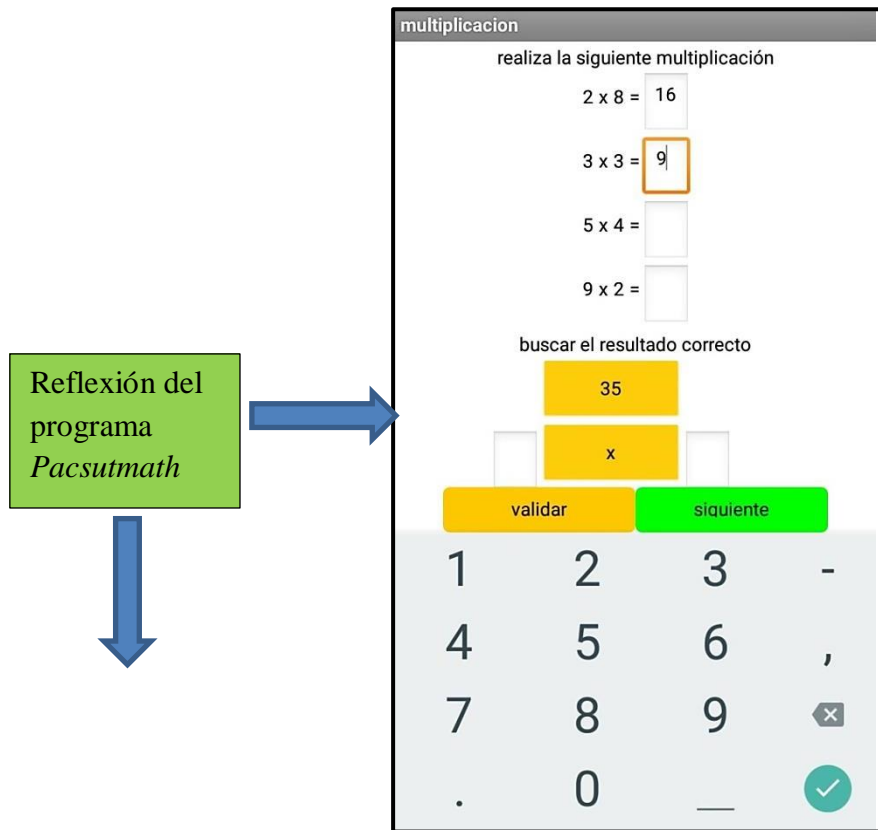 multiplicacion
realiza la siguiente multiplicación
2 x 8 = 16
3 x 3 = 9
5 x 4 =
9 x 2 =
buscar el resultado correcto
35
x
validar siguiente
Reflexión del
programa
Pacsutmath
1 2 3 -
4 5 6 ,
7 8 9
. 0 _